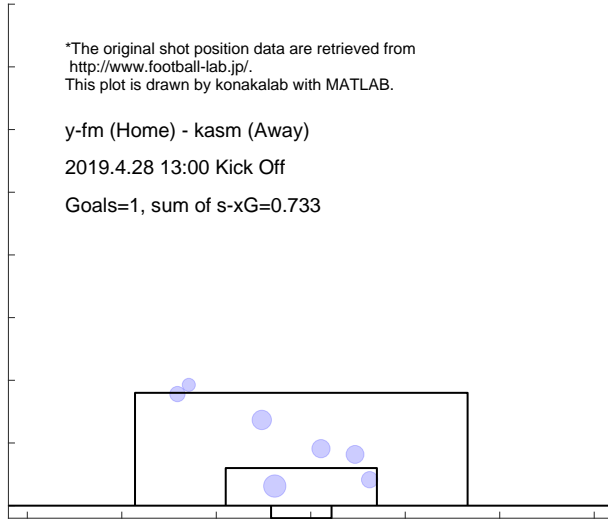 *The original shot position data are retrieved from
http://www.football-lab.jp/.
This plot is drawn by konakalab with MATLAB.
y-fm (Home) - kasm (Away)
2019.4.28 13:00 Kick Off
Goals=1, sum of s-xG=0.733